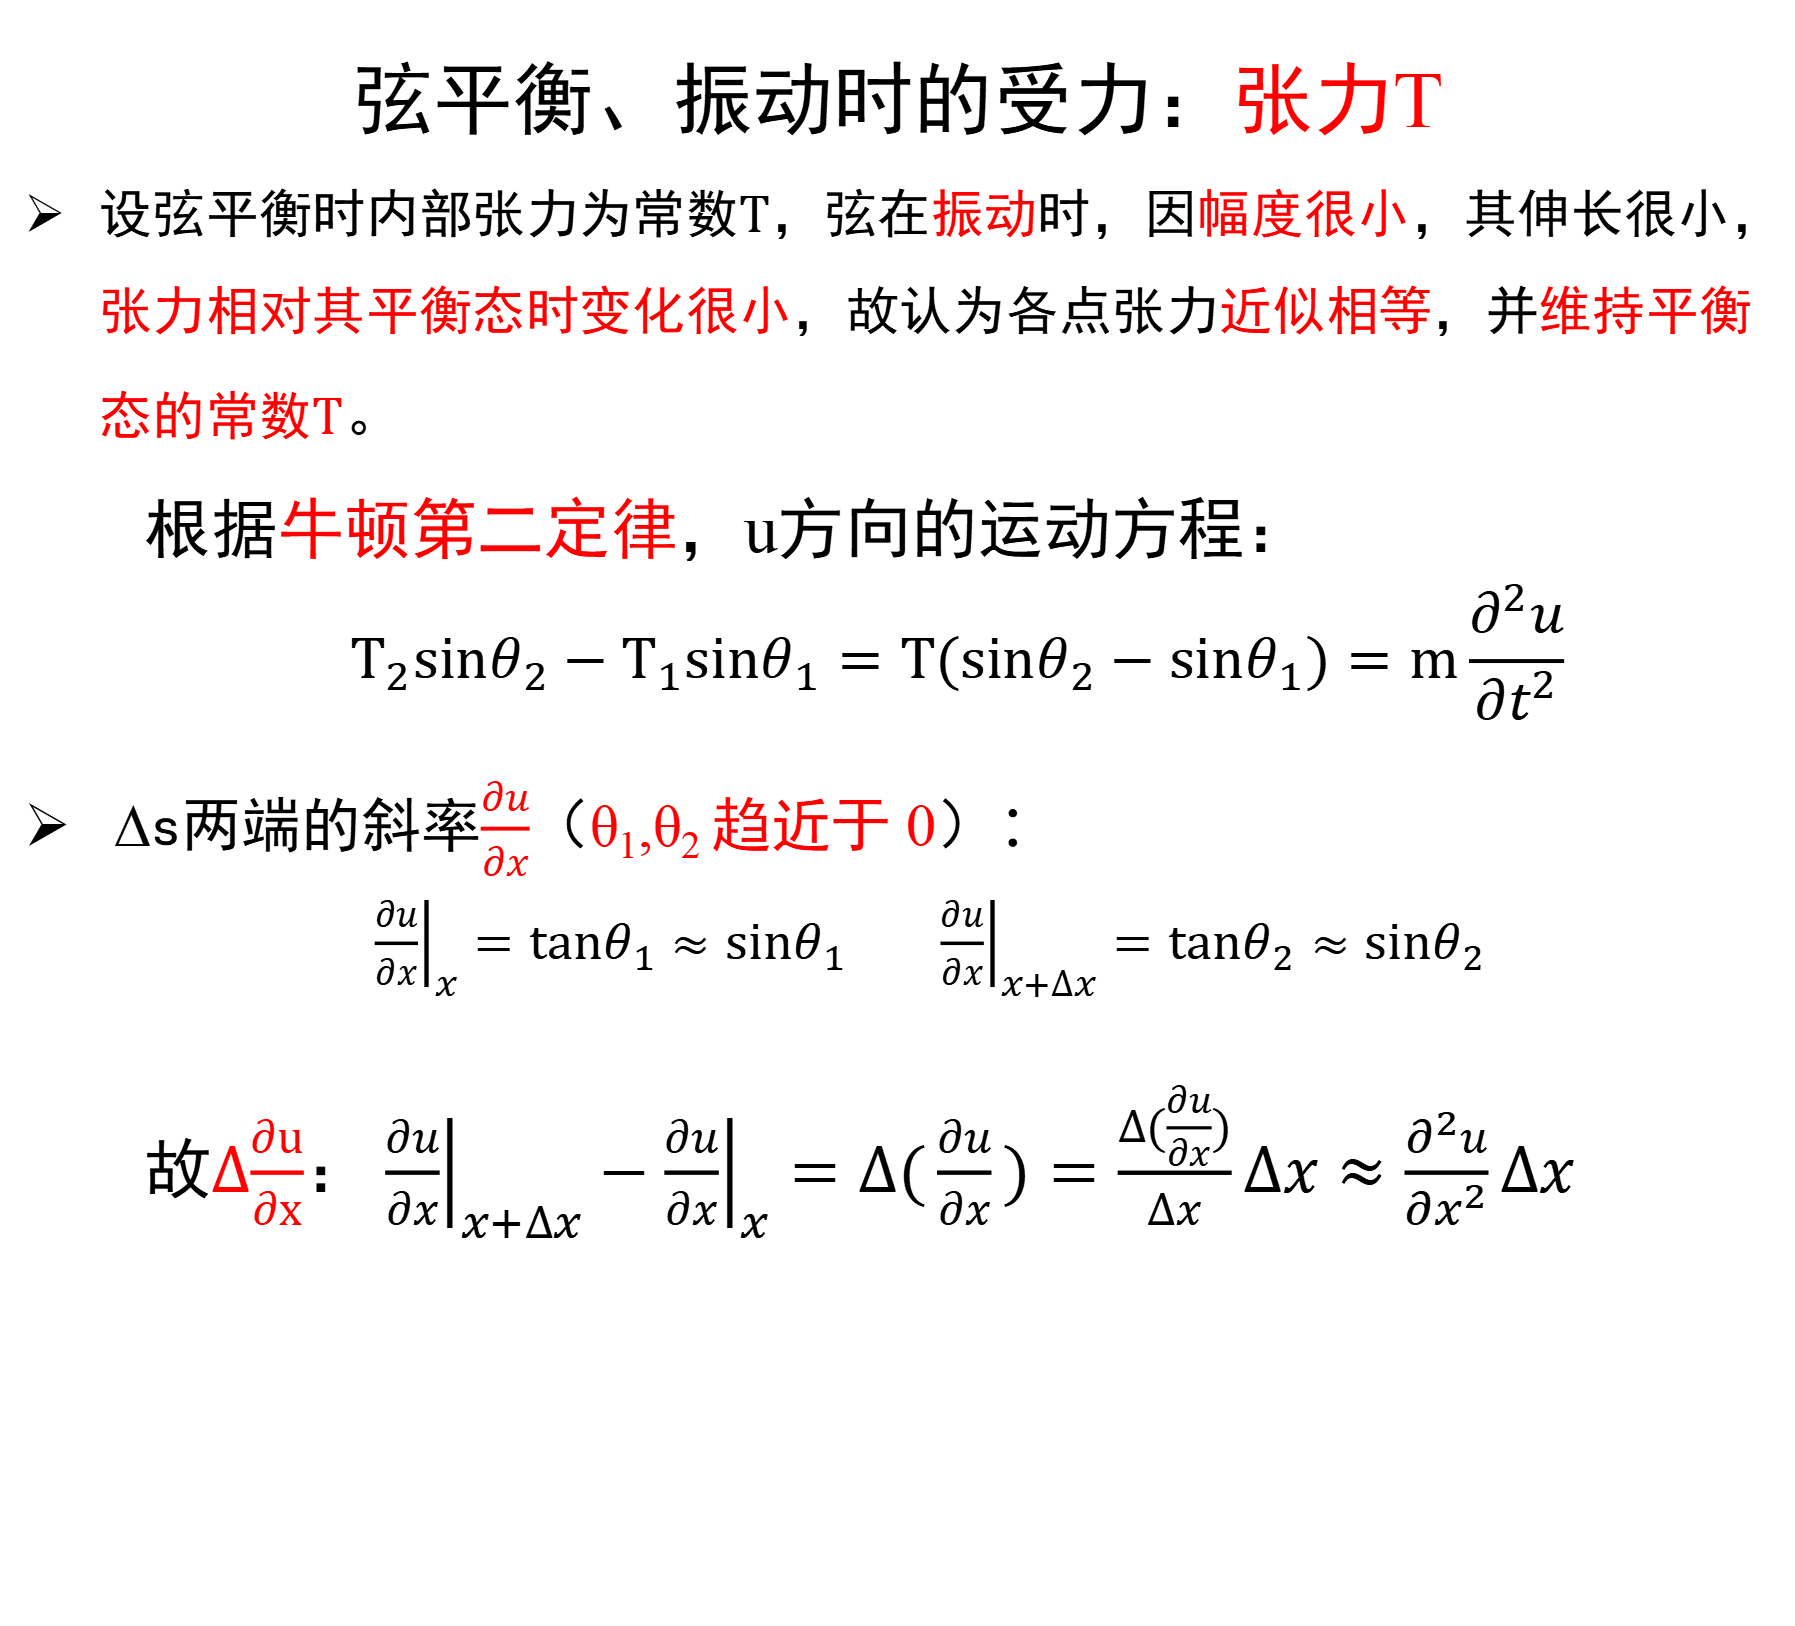 弦平衡、振动时的受力：张力T
➢ 设弦平衡时内部张力为常数T，弦在振动时，因幅度很小，其伸长很小，
张力相对其平衡态时变化很小，故认为各点张力近似相等，并维持平衡
态的常数T。
根据牛顿第二定律，u方向的运动方程：
T₂sinθ₂ − T₁sinθ₁ = T(sinθ₂ − sinθ₁) = m ∂²u/∂t²
➢ Δs两端的斜率∂u/∂x（θ₁,θ₂ 趋近于 0）：
∂u/∂x|ₓ = tanθ₁ ≈ sinθ₁  ∂u/∂x|ₓ₊Δₓ = tanθ₂ ≈ sinθ₂
故Δ∂u/∂x： ∂u/∂x|ₓ₊Δₓ − ∂u/∂x|ₓ = Δ(∂u/∂x) = Δ(∂u/∂x)/Δx Δx ≈ ∂²u/∂x² Δx